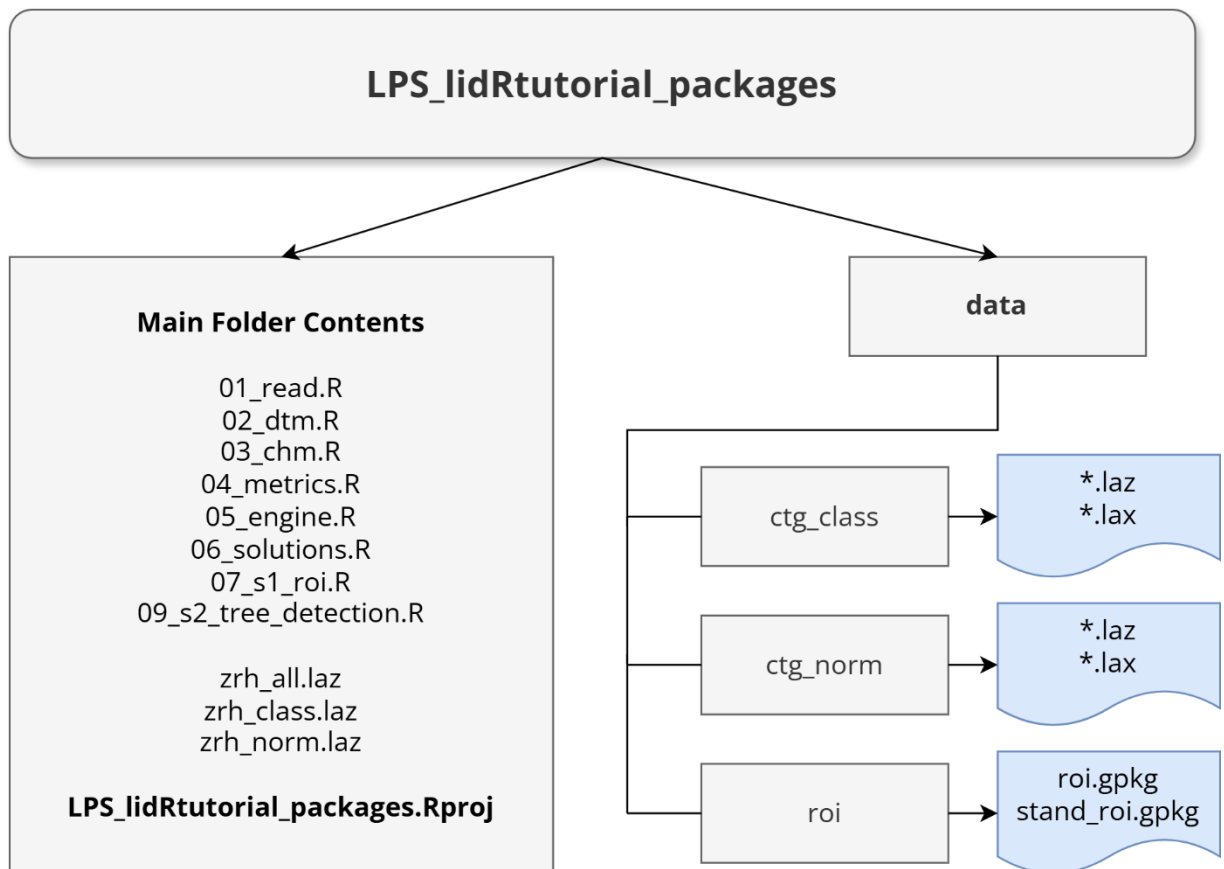 LPS_lidRtutorial_packages
Main Folder Contents
01_read.R
02_dtm.R
03_chm.R
04_metrics.R
05_engine.R
06_solutions.R
07_s1_roi.R
09_s2_tree_detection.R
zrh_all.laz
zrh_class.laz
zrh_norm.laz
LPS_lidRtutorial_packages.Rproj
data
ctg_class
*.laz
*.lax
ctg_norm
*.laz
*.lax
roi
roi.gpkg
stand_roi.gpkg